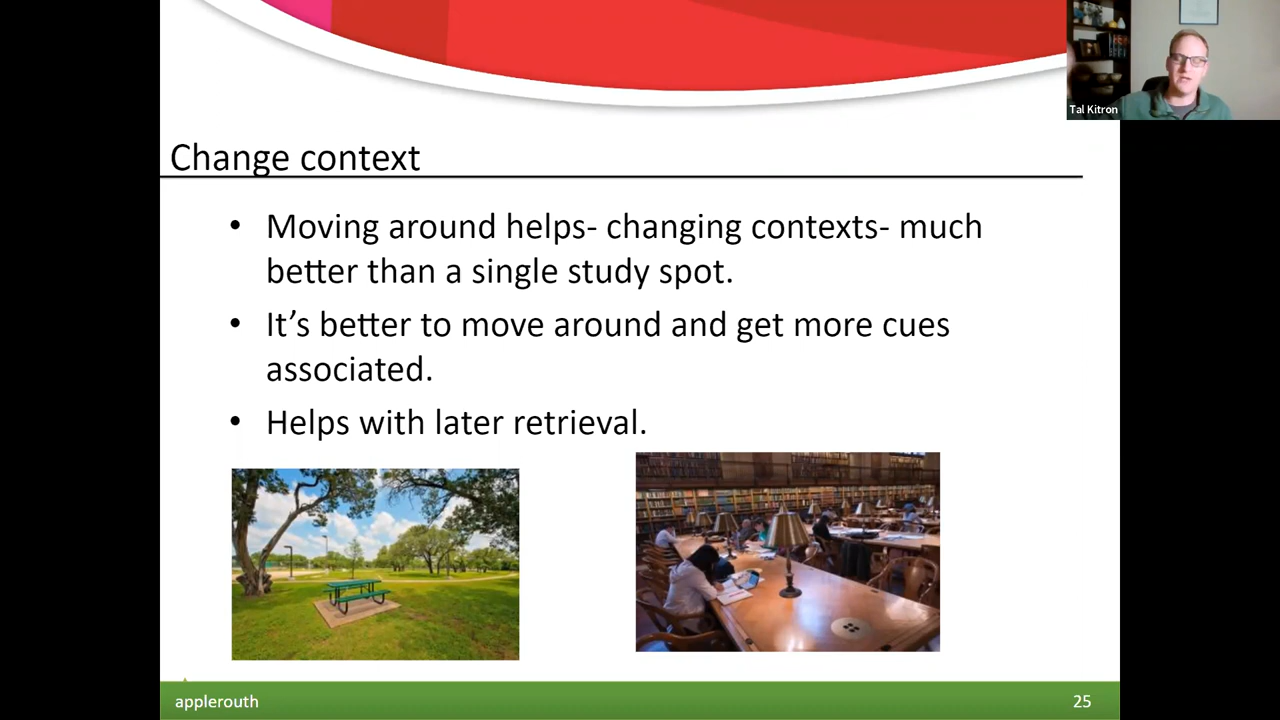 Tal Kitron
Change context
• Moving around helps- changing contexts- much
better than a single study spot.
• It’s better to move around and get more cues
associated.
• Helps with later retrieval.
applerouth
25